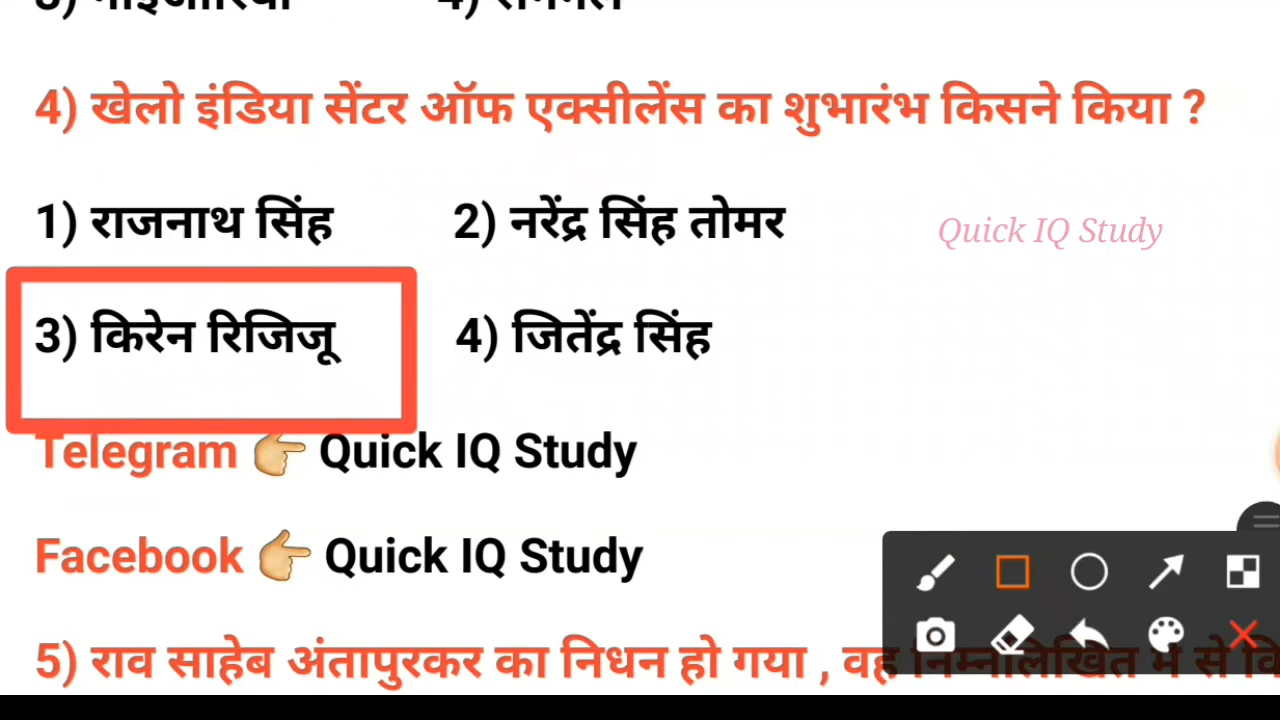 4) खेलो इंडिया सेंटर ऑफ एक्सीलेंस का शुभारंभ किसने किया ?
1) राजनाथ सिंह 2) नरेंद्र सिंह तोमर
Quick IQ Study
3) किरेन रिजिजू 4) जितेंद्र सिंह
Telegram 👉 Quick IQ Study
Facebook 👉 Quick IQ Study
5) राव साहेब अंतापुरकर का निधन हो गया , वह निम्नलिखित में से